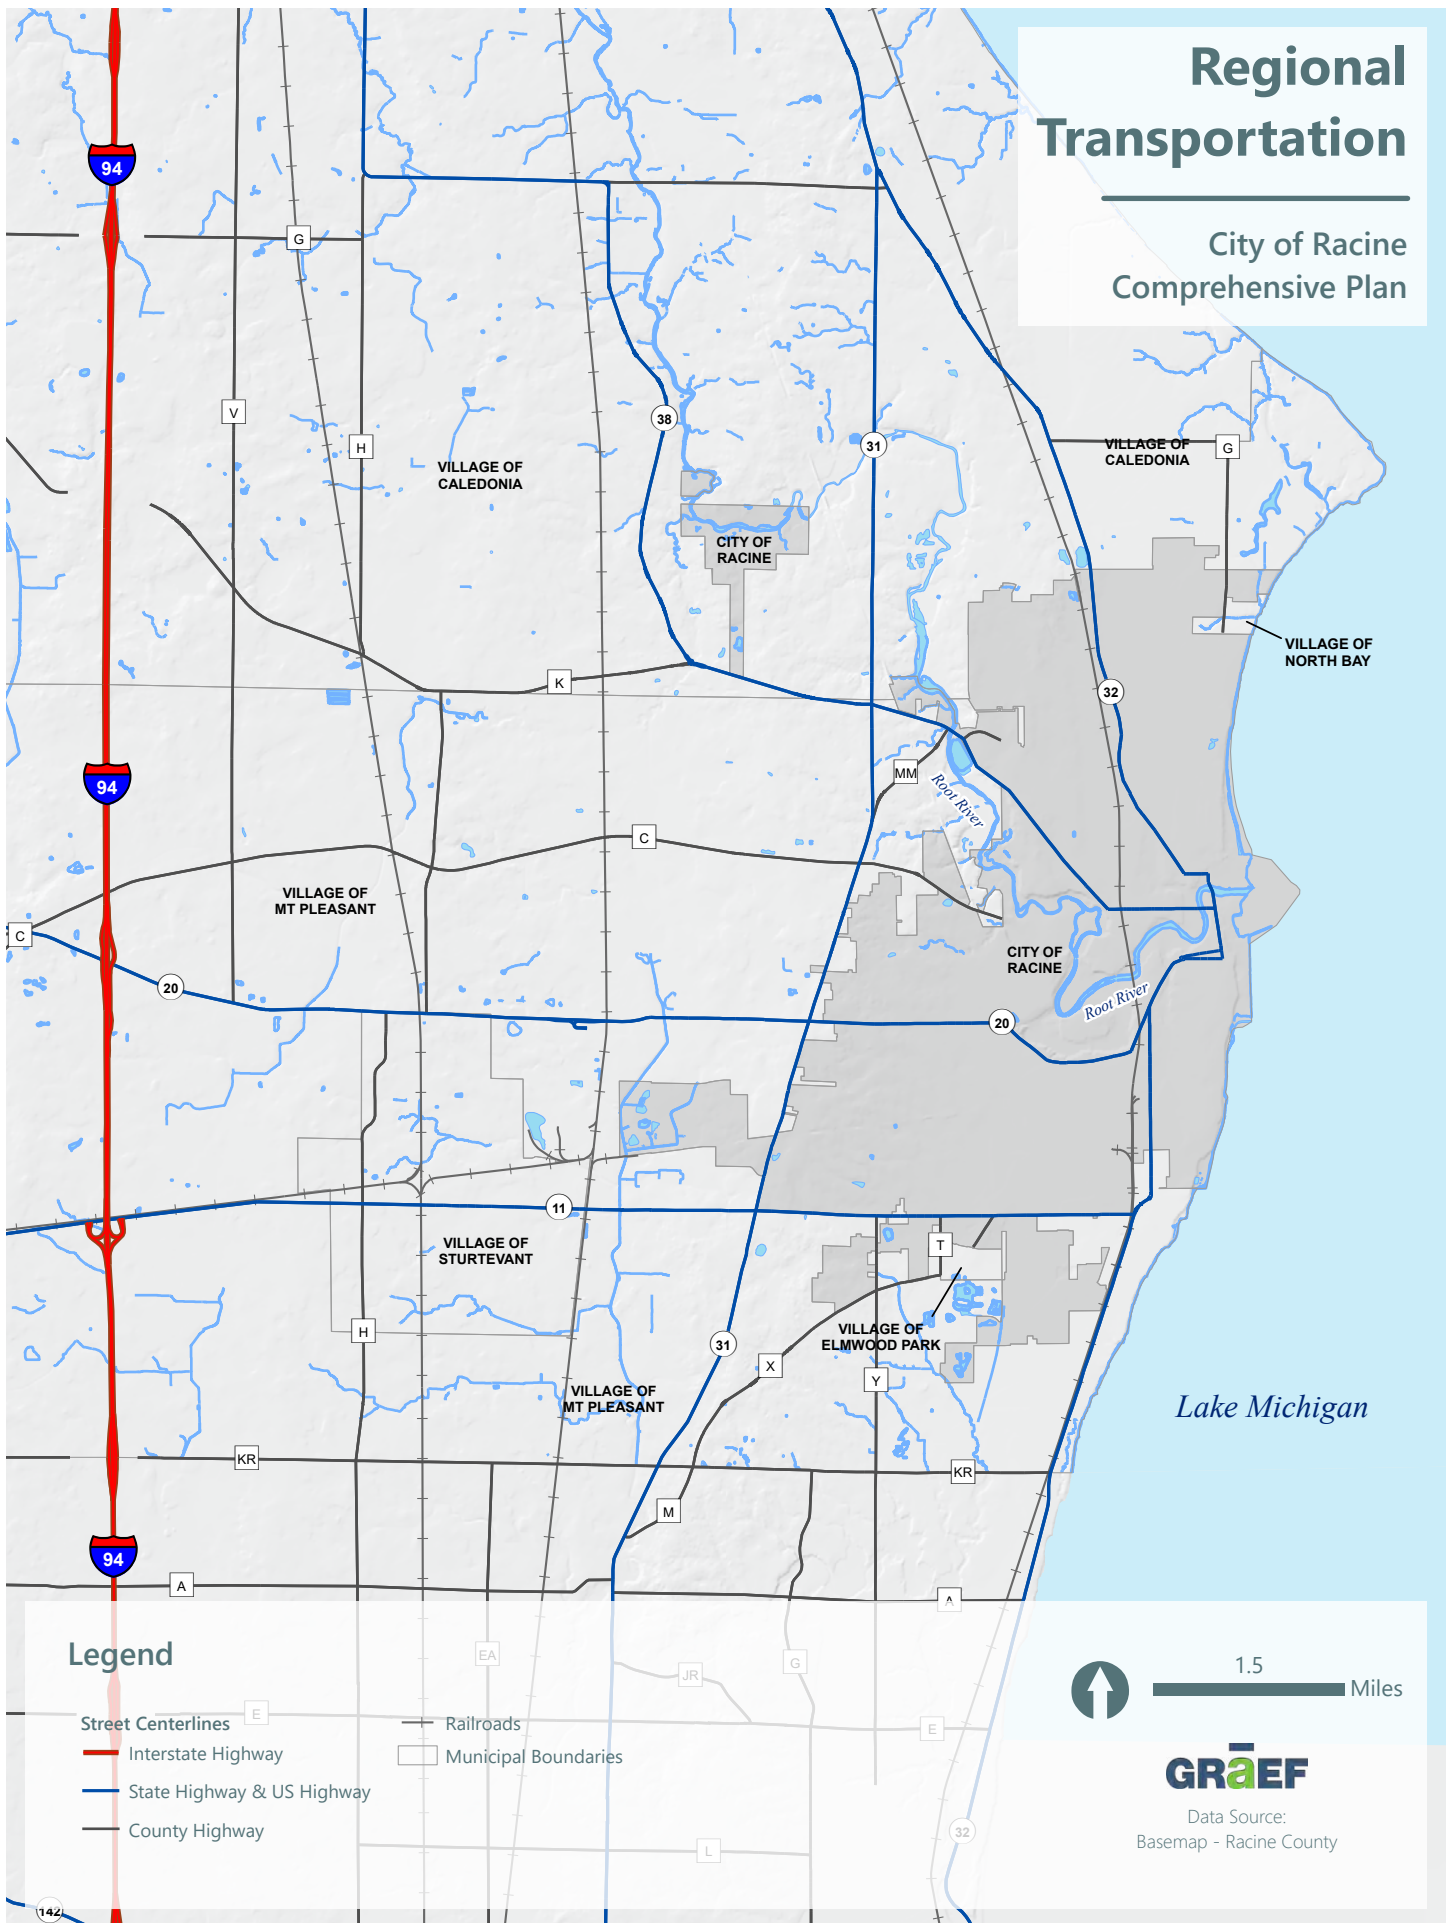 Regional
Transportation
City of Racine
Comprehensive Plan
94
G
V
H
38
31
VILLAGE OF
CALEDONIA
VILLAGE OF
CALEDONIA
G
CITY OF
RACINE
VILLAGE OF
NORTH BAY
K
32
94
MM
Root River
C
VILLAGE OF
MT PLEASANT
C
CITY OF
RACINE
20
Root River
20
11
VILLAGE OF
STURTEVANT
T
H
VILLAGE OF
ELMWOOD PARK
31
X
Y
VILLAGE OF
MT PLEASANT
Lake Michigan
KR
KR
M
94
A
A
EA
JR
G
E
E
L
32
142
Legend
Street Centerlines
Interstate Highway
State Highway & US Highway
County Highway
Railroads
Municipal Boundaries
1.5
Miles
GRaEF
Data Source:
Basemap - Racine County